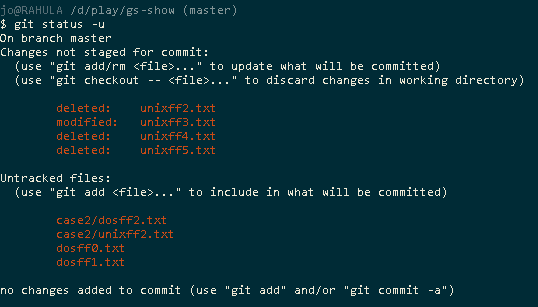 jo@RAHULA /d/play/gs-show (master)
$ git status -u
On branch master
Changes not staged for commit:
  (use "git add/rm <file>..." to update what will be committed)
  (use "git checkout -- <file>..." to discard changes in working directory)

        deleted:    unixff2.txt
        modified:   unixff3.txt
        deleted:    unixff4.txt
        deleted:    unixff5.txt

Untracked files:
  (use "git add <file>..." to include in what will be committed)

        case2/dosff2.txt
        case2/unixff2.txt
        dosff0.txt
        dosff1.txt

no changes added to commit (use "git add" and/or "git commit -a")